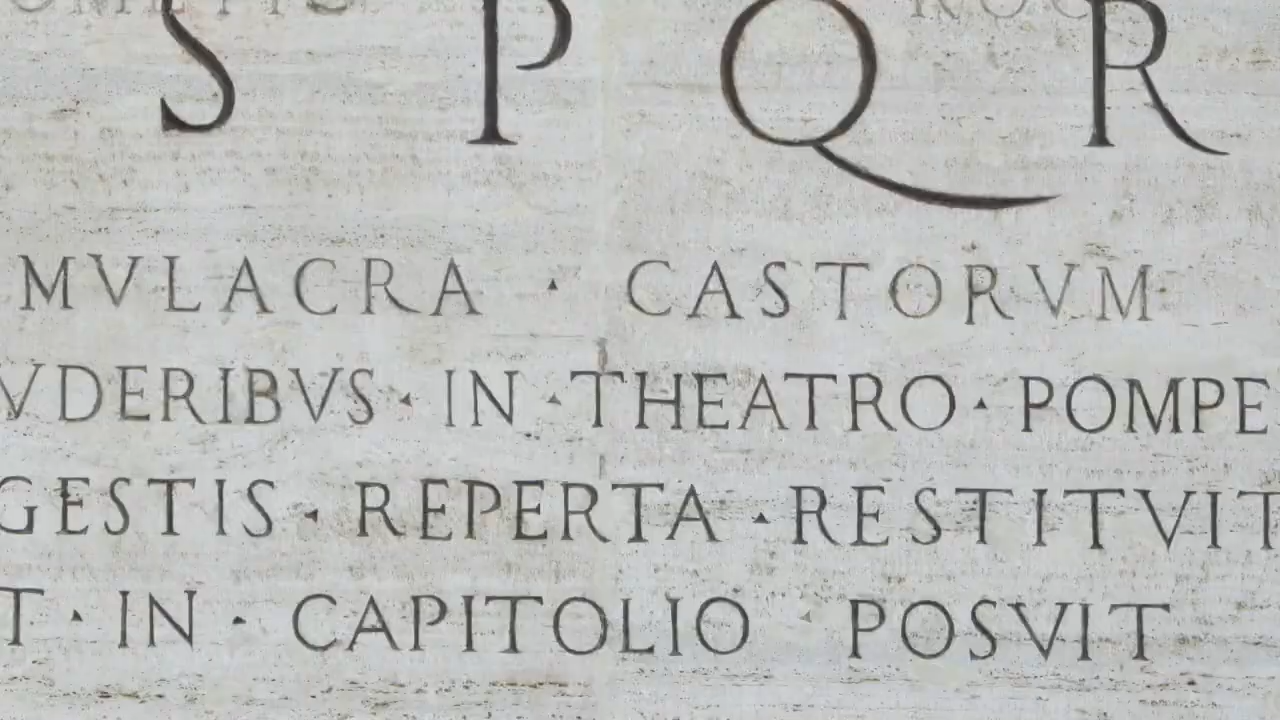 S P Q R
MVLACRA · CASTORVM
VDERIBVS · IN · THEATRO · POMPE
GESTIS · REPERTA · RESTITVIT
T · IN · CAPITOLIO · POSVIT